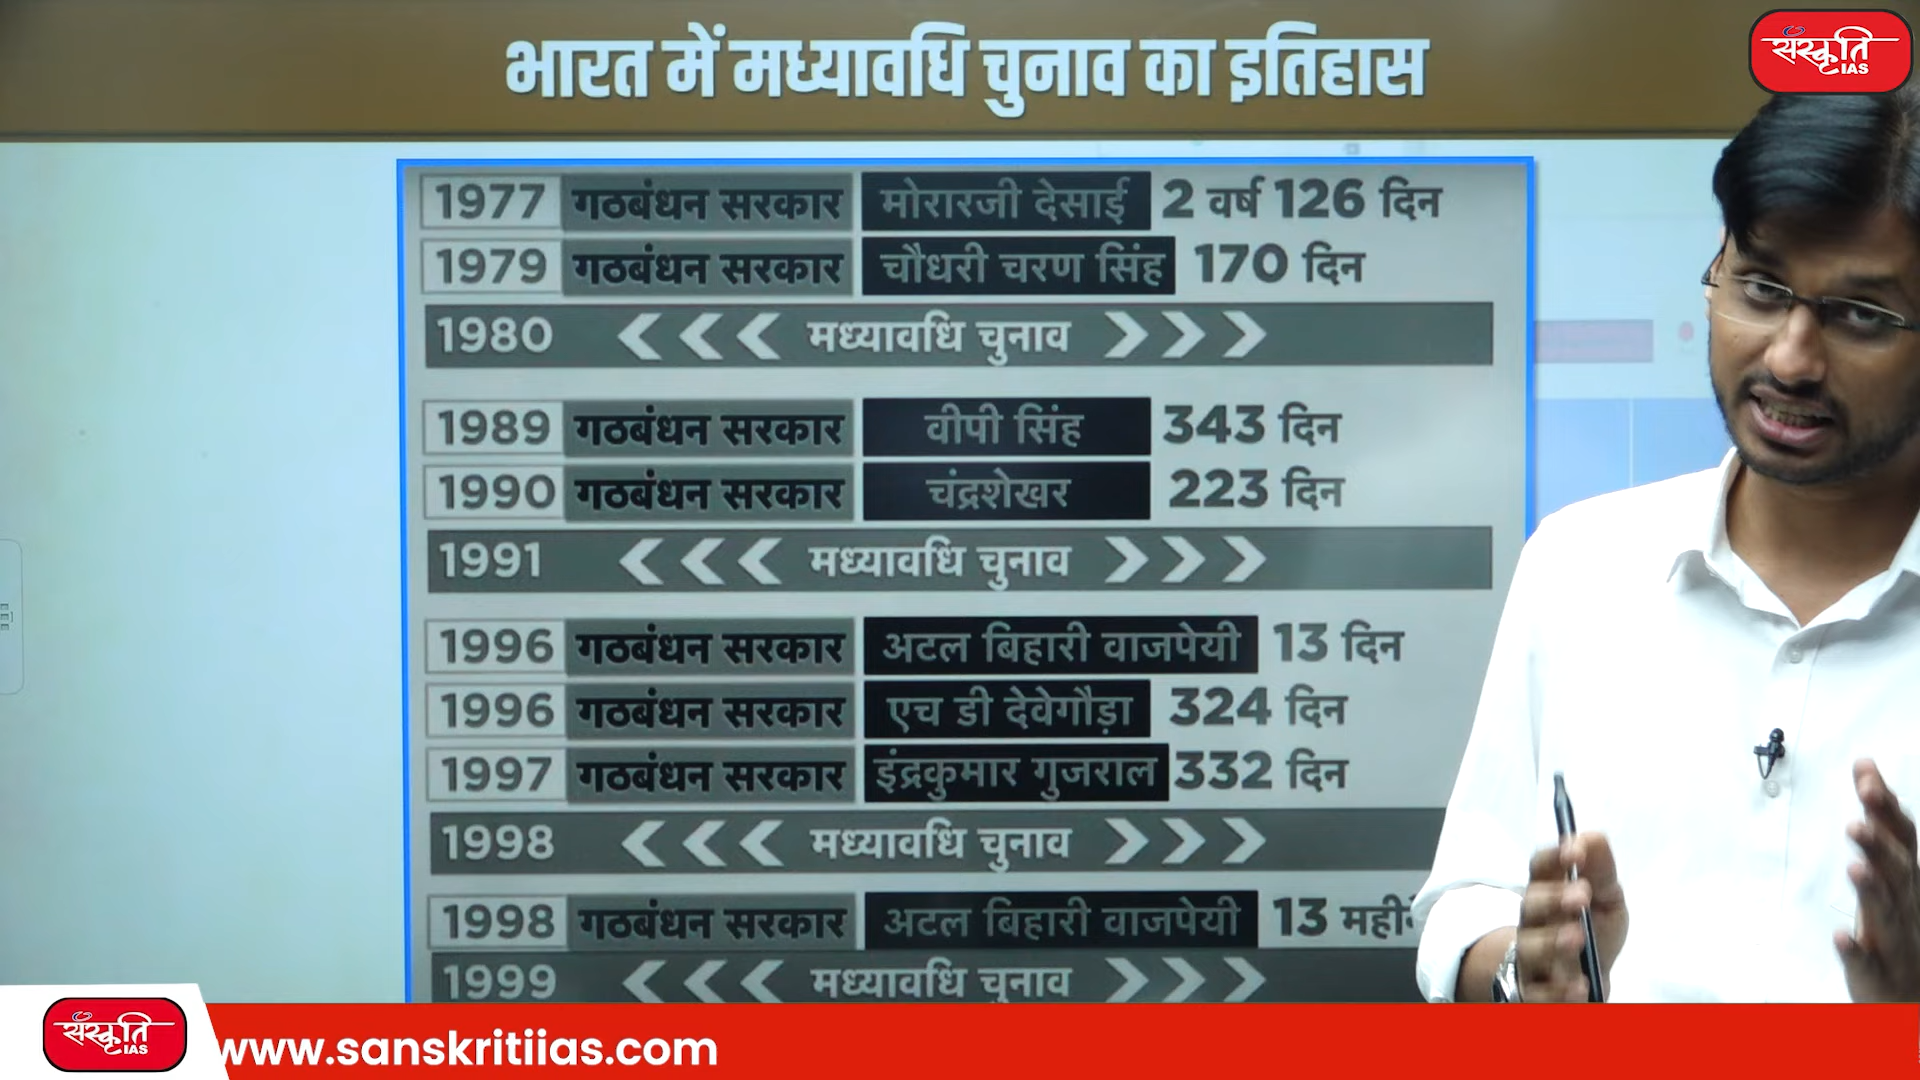 भारत में मध्यावधि चुनाव का इतिहास
संस्कृति
IAS
1977 गठबंधन सरकार मोरारजी देसाई 2 वर्ष 126 दिन
1979 गठबंधन सरकार चौधरी चरण सिंह 170 दिन
1980 मध्यावधि चुनाव
1989 गठबंधन सरकार वीपी सिंह 343 दिन
1990 गठबंधन सरकार चंद्रशेखर 223 दिन
1991 मध्यावधि चुनाव
1996 गठबंधन सरकार अटल बिहारी वाजपेयी 13 दिन
1996 गठबंधन सरकार एच डी देवेगौड़ा 324 दिन
1997 गठबंधन सरकार इंद्रकुमार गुजराल 332 दिन
1998 मध्यावधि चुनाव
1998 गठबंधन सरकार अटल बिहारी वाजपेयी 13
1999 मध्यावधि चुनाव
संस्कृति
IAS
www.sanskritiias.com